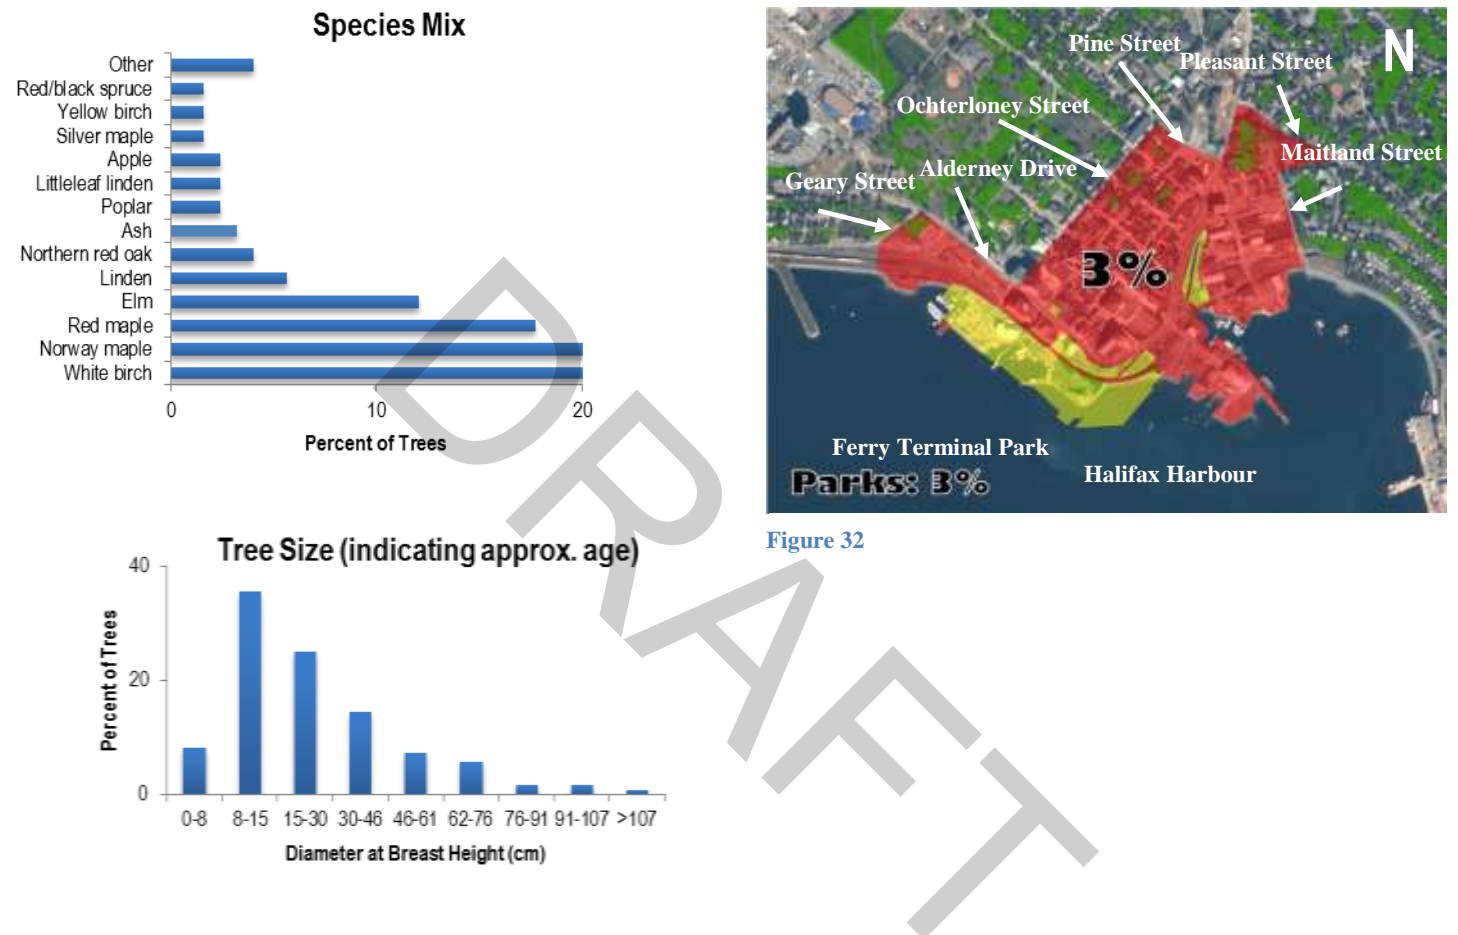 Species Mix
Other
Red/black spruce
Yellow birch
Silver maple
Apple
Littleleaf linden
Poplar
Ash
Northern red oak
Linden
Elm
Red maple
Norway maple
White birch
0 10 20
Percent of Trees
Pine Street
Pleasant Street
N
Ochterloney Street
Maitland Street
Alderney Drive
Geary Street
3%
Ferry Terminal Park
Halifax Harbour
Parks: 3%
Figure 32
Tree Size (indicating approx. age)
40
20
0
Percent of Trees
0-8 8-15 15-30 30-46 46-61 62-76 76-91 91-107 >107
Diameter at Breast Height (cm)
DRAFT